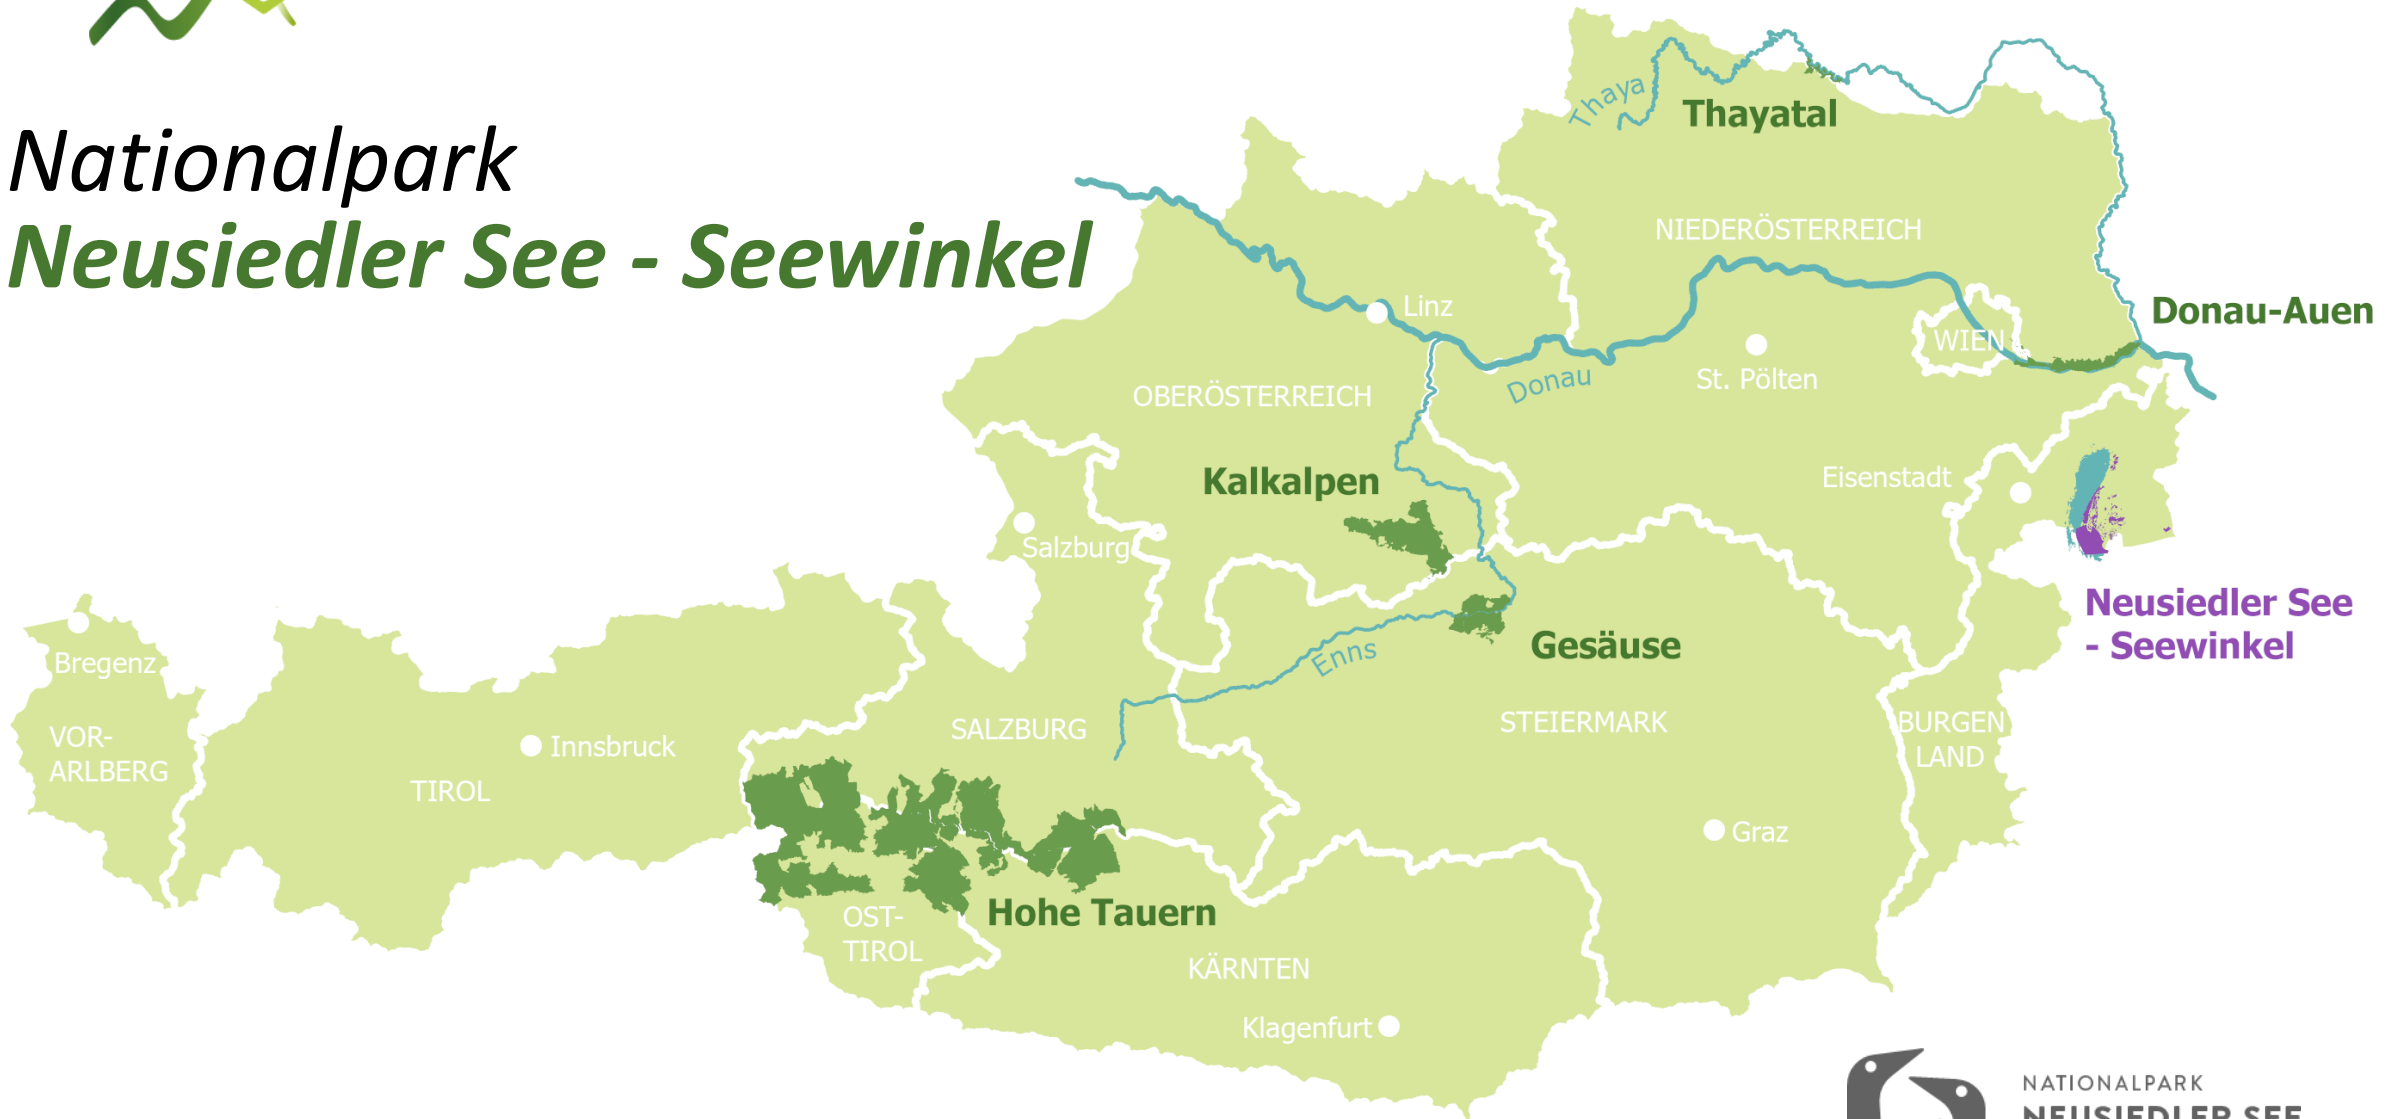 Nationalpark
Neusiedler See - Seewinkel
Thaya
Thayatal
NIEDERÖSTERREICH
Donau-Auen
Linz
WIEN
Donau
St. Pölten
OBERÖSTERREICH
Kalkalpen
Eisenstadt
Salzburg
Neusiedler See
- Seewinkel
Gesäuse
Enns
Bregenz
VOR-
ARLBERG
TIROL
Innsbruck
SALZBURG
STEIERMARK
BURGEN
LAND
Graz
Hohe Tauern
OST-
TIROL
KÄRNTEN
Klagenfurt
NATIONALPARK
NEUSIEDLER SEE